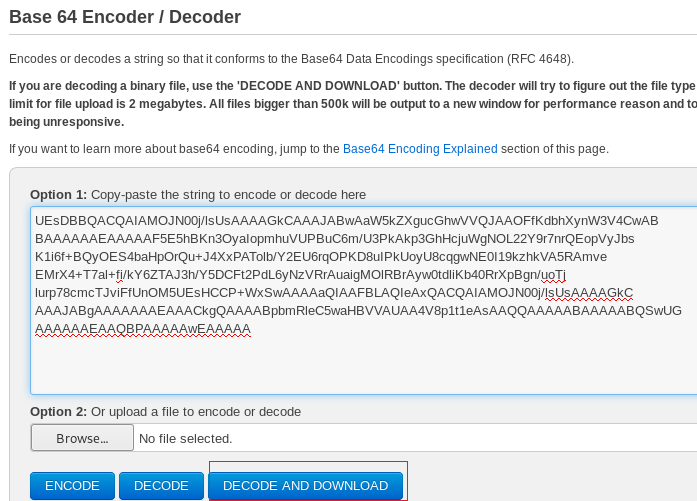 Base 64 Encoder / Decoder
Encodes or decodes a string so that it conforms to the Base64 Data Encodings specification (RFC 4648).
If you are decoding a binary file, use the 'DECODE AND DOWNLOAD' button. The decoder will try to figure out the file type
limit for file upload is 2 megabytes. All files bigger than 500k will be output to a new window for performance reason and to
being unresponsive.
If you want to learn more about base64 encoding, jump to the Base64 Encoding Explained section of this page.
Option 1: Copy-paste the string to encode or decode here
UEsDBBQACQAIAMOJN00j/lsUsAAAAGkCAAAJABwAaW5kZXgucGhwVVQJAAOFfKdbhXynW3V4CwAB
BAAAAAAEAAAAAF5E5hBKn3OyaIopmhuVUPBuC6m/U3PkAkp3GhHcjuWgNOL22Y9r7nrQEopVyJbs
K1i6f+BQyOES4baHpOrQu+J4XxPATolb/Y2EU6rqOPKD8uIPkUoyU8cqgwNE0I19kzhkVA5RAmve
EMrX4+T7al+fi/kY6ZTAJ3h/Y5DCFt2PdL6yNzVRrAuaigMOlRBrAyw0tdliKb40RrXpBgn/uoTj
lurp78cmcTJviFfUnOM5UEsHCCP+WxSwAAAAaQIAAFBLAQIeAxQACQAIAMOJN00j/lsUsAAAAGkC
AAAJABgAAAAAAAEAAACkgQAAAABpbmRleC5waHBVVAUAA4V8p1t1eAsAAQQAAAAABAAAAABQSwUG
AAAAAAEAAQBPAAAAAwEAAAAA
Option 2: Or upload a file to encode or decode
Browse... No file selected.
ENCODE DECODE DECODE AND DOWNLOAD